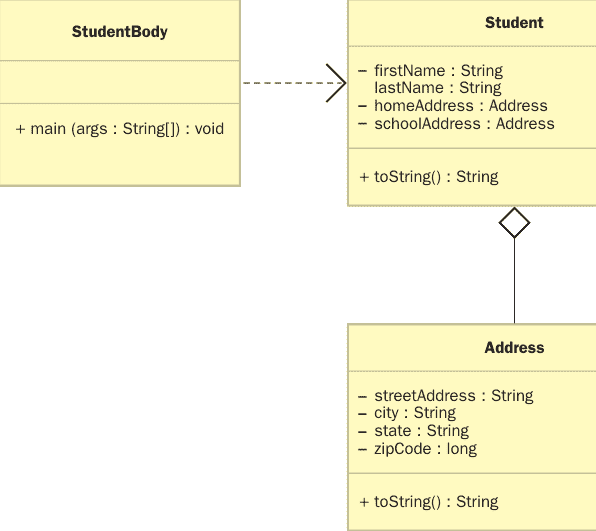 StudentBody
+ main (args : String[]) : void
Student
– firstName : String
lastName : String
– homeAddress : Address
– schoolAddress : Address
+ toString() : String
Address
– streetAddress : String
– city : String
– state : String
– zipCode : long
+ toString() : String